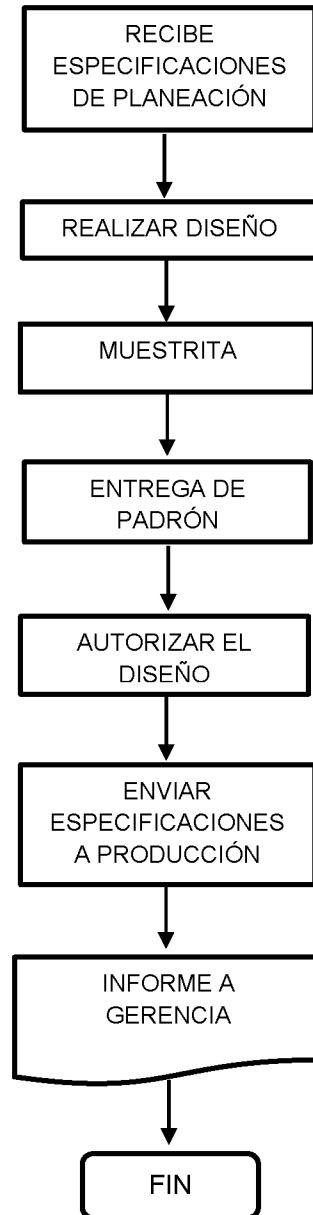 RECIBE
ESPECIFICACIONES
DE PLANEACIÓN
REALIZAR DISEÑO
MUESTRITA
ENTREGA DE
PADRÓN
AUTORIZAR EL
DISEÑO
ENVIAR
ESPECIFICACIONES
A PRODUCCIÓN
INFORME A
GERENCIA
FIN